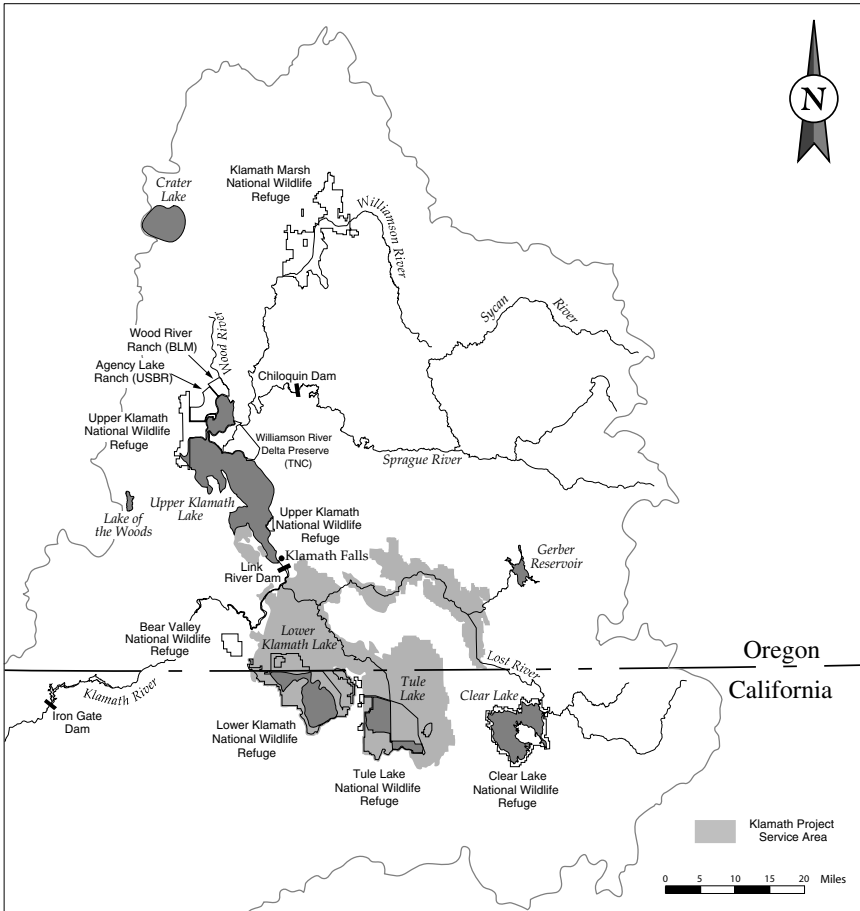 N
Crater
Lake
Klamath Marsh
National Wildlife
Refuge
Williamson River
Sycan
River
Wood River
Ranch (BLM)
Wood River
Agency Lake
Ranch (USBR)
Chiloquin Dam
Upper Klamath
National Wildlife
Refuge
Williamson River
Delta Preserve
(TNC)
Sprague River
Upper Klamath
Lake
Lake of
the Woods
Upper Klamath
National Wildlife
Refuge
Klamath Falls
Link
River Dam
Gerber
Reservoir
Bear Valley
National Wildlife
Refuge
Lower
Klamath Lake
Lost River
Oregon
California
Tule
Lake
Clear Lake
Klamath River
Iron Gate
Dam
Lower Klamath
National Wildlife
Refuge
Tule Lake
National Wildlife
Refuge
Clear Lake
National Wildlife
Refuge
Klamath Project
Service Area
0 5 10 15 20 Miles